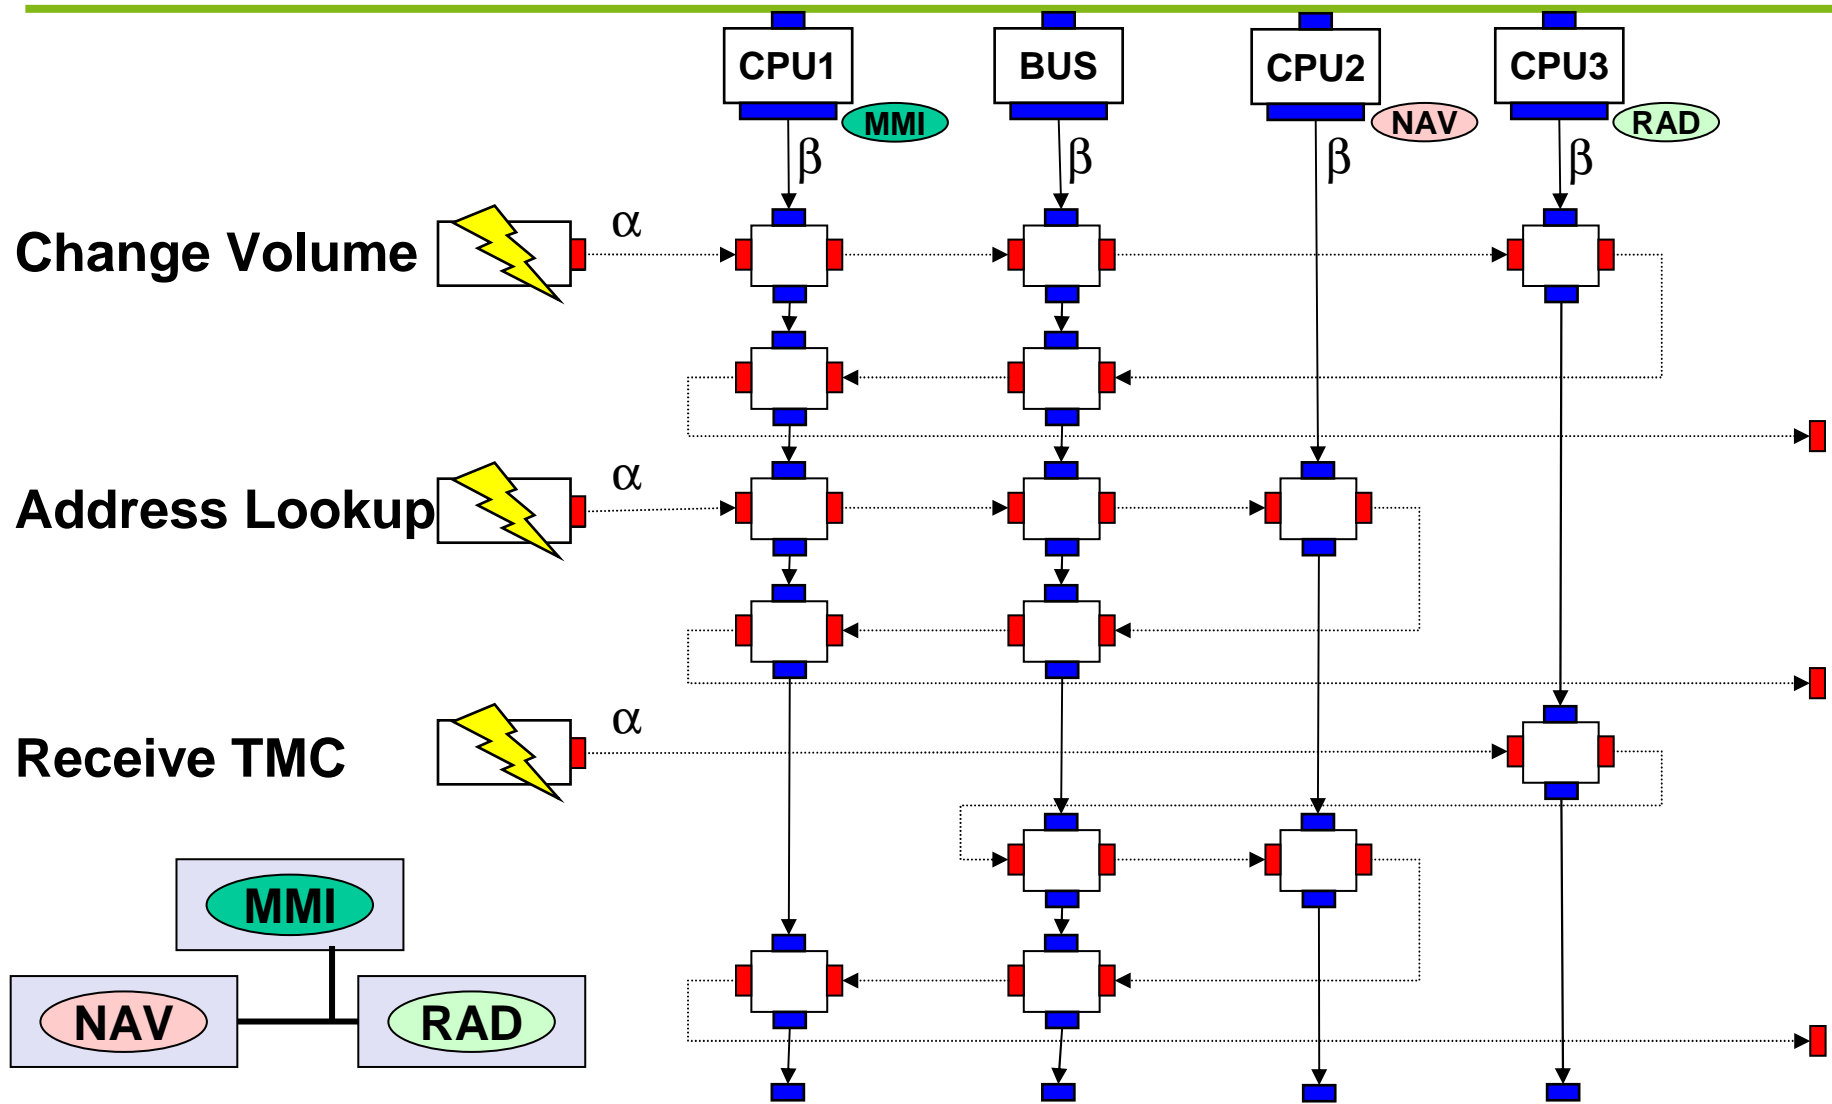 CPU1 BUS CPU2 CPU3
MMI NAV RAD
β β β β
Change Volume α
Address Lookup α
Receive TMC α
MMI
NAV RAD